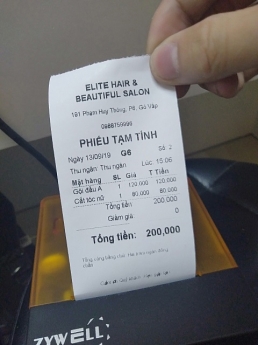 ELITE HAIR &
BEAUTIFUL SALON
181 Phạm Huy Thông, P6, Gò Vấp
PHIẾU TẠM TÍNH
Ngày 13/09/19 G6 Số 2
Thu ngân: Thu ngân Lúc 15:06
Mặt hàng SL Giá T Tiền
Gội đầu A 1 120,000 120,000
Cắt tóc nữ 1 80,000 80,000
Tổng tiền 200,000
Giảm giá 0
Tổng tiền: 200,000
ZYWELL